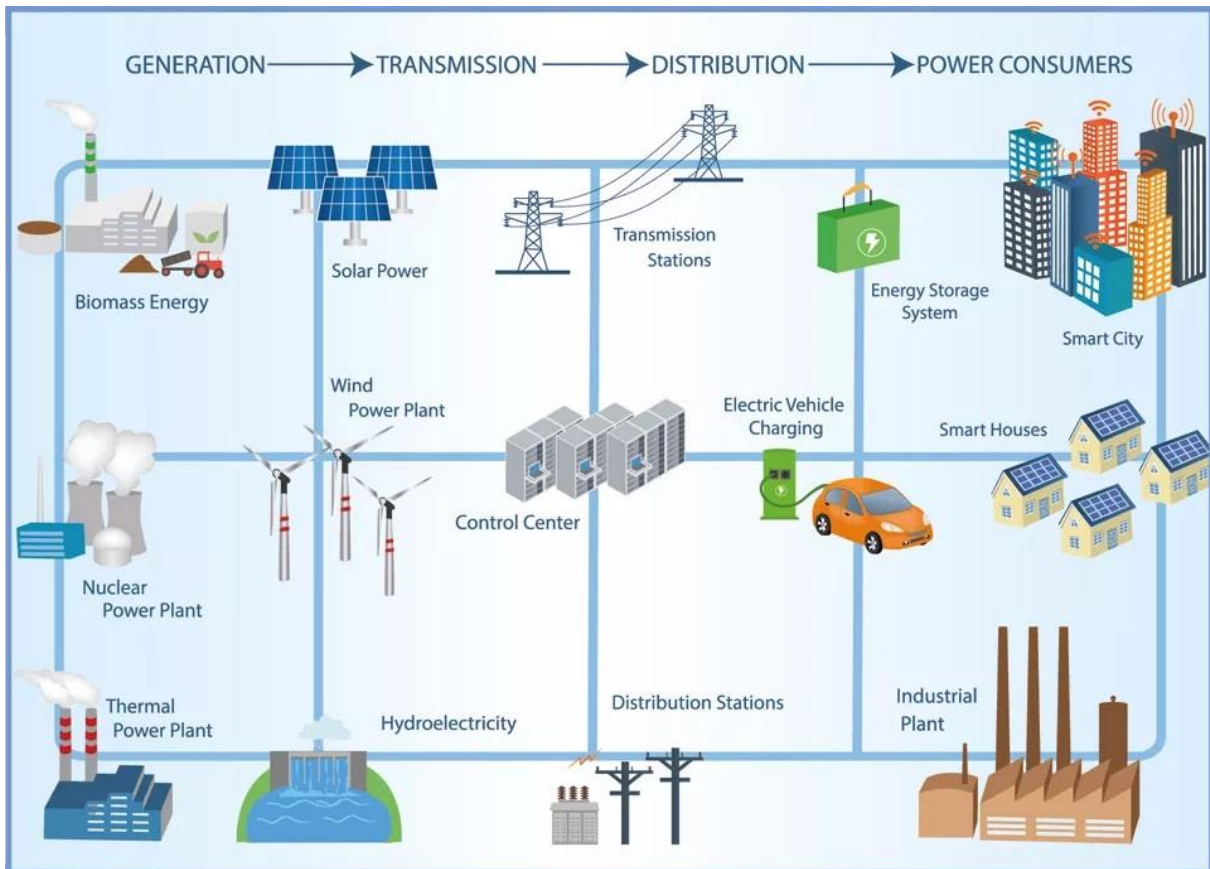 GENERATION TRANSMISSION DISTRIBUTION POWER CONSUMERS
Biomass Energy
Solar Power
Transmission
Stations
Energy Storage
System
Smart City
Wind
Power Plant
Electric Vehicle
Charging
Smart Houses
Control Center
Nuclear
Power Plant
Thermal
Power Plant
Hydroelectricity
Distribution Stations
Industrial
Plant